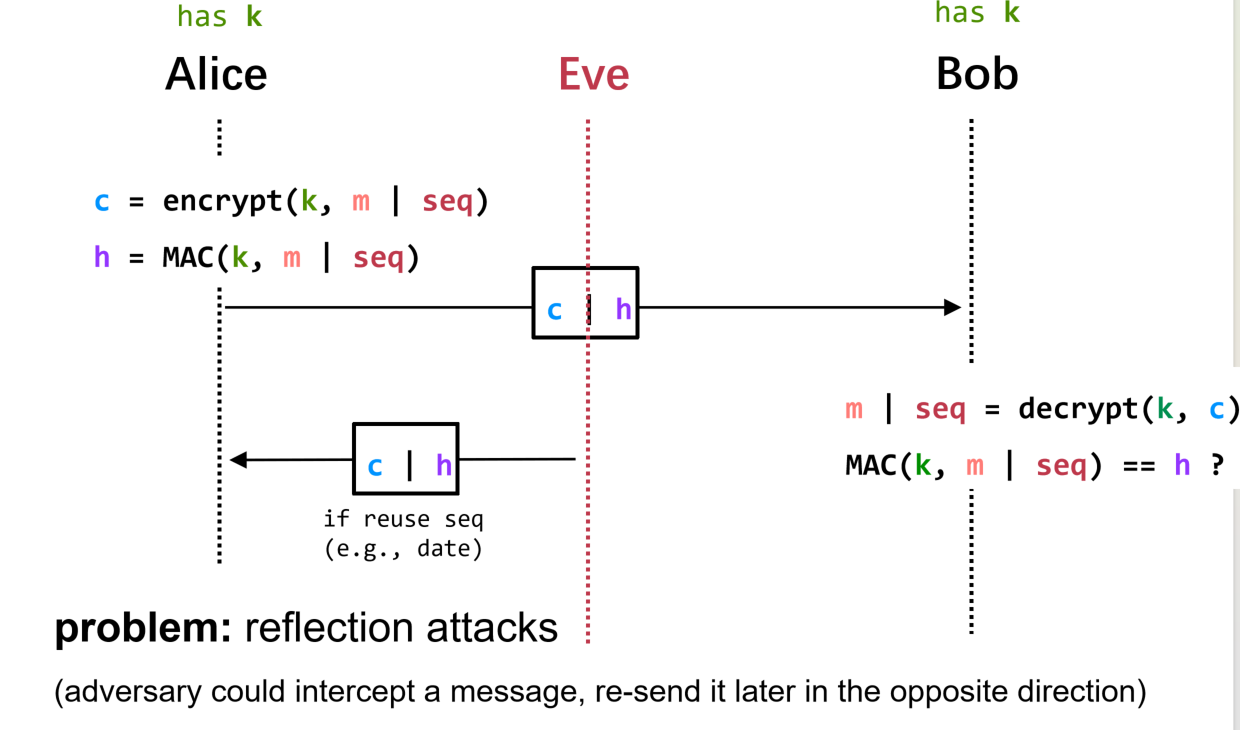 has k
has k
Alice
Eve
Bob
c = encrypt(k, m | seq)
h = MAC(k, m | seq)
c | h
m | seq = decrypt(k, c)
MAC(k, m | seq) == h ?
c | h
if reuse seq
(e.g., date)
problem: reflection attacks
(adversary could intercept a message, re-send it later in the opposite direction)